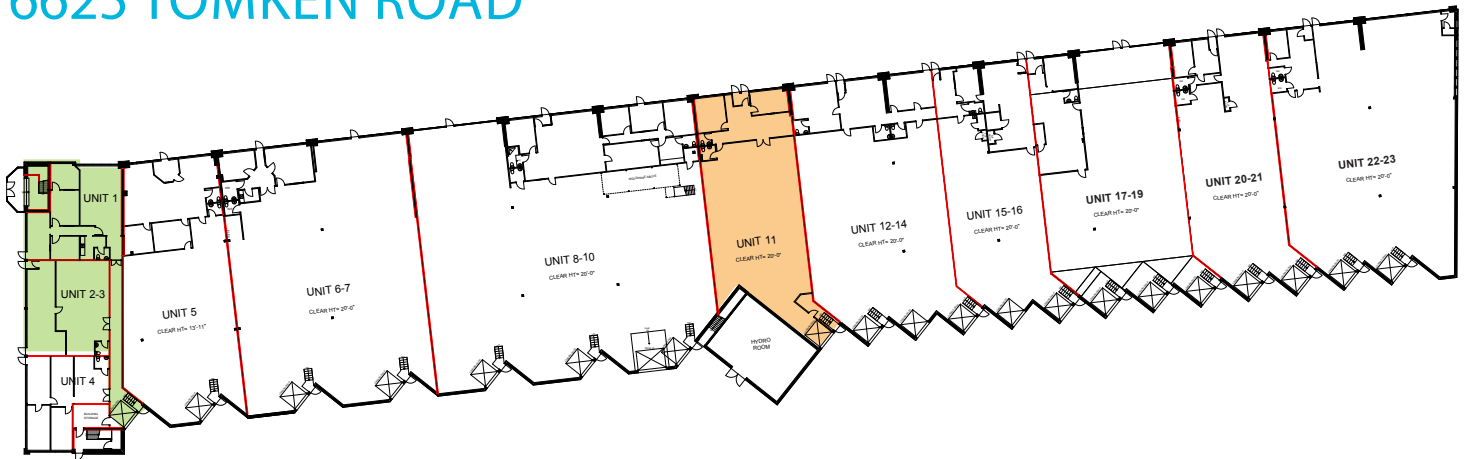 6625 TOMKEN ROAD
UNIT 1
UNIT 2-3
UNIT 4
BUILDING
STORAGE
UNIT 5
CLEAR HT= 13'-11"
UNIT 6-7
CLEAR HT= 20'-0"
UNIT 8-10
CLEAR HT= 20'-0"
UNIT 11
CLEAR HT= 20'-0"
HYDRO
ROOM
UNIT 12-14
CLEAR HT= 20'-0"
UNIT 15-16
CLEAR HT= 20'-0"
UNIT 17-19
CLEAR HT= 20'-0"
UNIT 20-21
CLEAR HT= 20'-0"
UNIT 22-23
CLEAR HT= 20'-0"